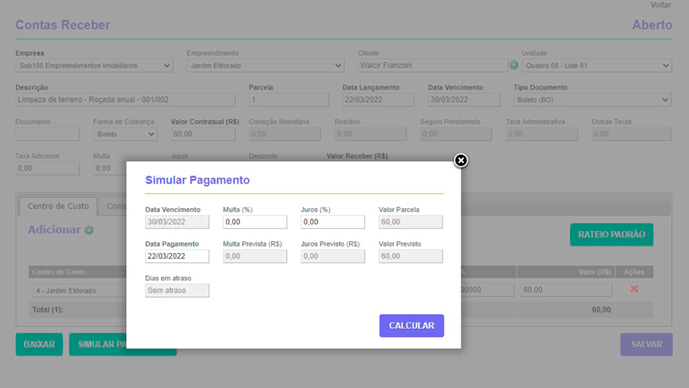 Voltar
Contas Receber Aberto
Empresa Empreendimento Cliente Unidade
Sub100 Empreendimentos Imobiliários Jardim Eldorado Walcir Franzoni Quadra 08 - Lote 01
Descrição Parcela Data Lançamento Data Vencimento Tipo Documento
Limpeza de terreno - Roçada anual - 001/002 1 22/03/2022 30/03/2022 Boleto (BO)
Documento Forma de Cobrança Valor Contratual (R$) Correção Monetária Resíduo Seguro Prestamista Taxa Administrativa Outras Taxas
Boleto 60,00 0,00 0,00 0,00 0,00 0,00
Taxa Adicional Multa Juros Desconto Valor Receber (R$)
0,00 0,00
Simular Pagamento
Data Vencimento Multa (%) Juros (%) Valor Parcela
30/03/2022 0,00 0,00 60,00
Data Pagamento Multa Prevista (R$) Juros Previsto (R$) Valor Previsto
22/03/2022 0,00 0,00 60,00
Dias em atraso
Sem atraso
CALCULAR
Centro de Custo
Adicionar RATEIO PADRÃO
Centro de Custo % Valor (R$) Ações
4 - Jardim Eldorado 60,00
Total (1): 60,00
BAIXAR SIMULAR SALVAR